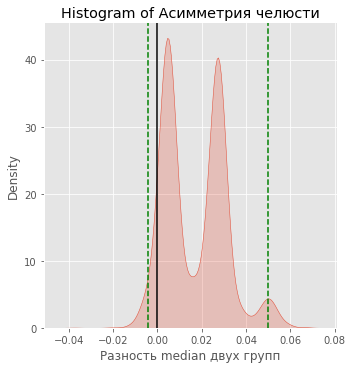 Histogram of Асимметрия челюсти
Density
40
30
20
10
0
−0.04 −0.02 0.00 0.02 0.04 0.06 0.08
Разность median двух групп